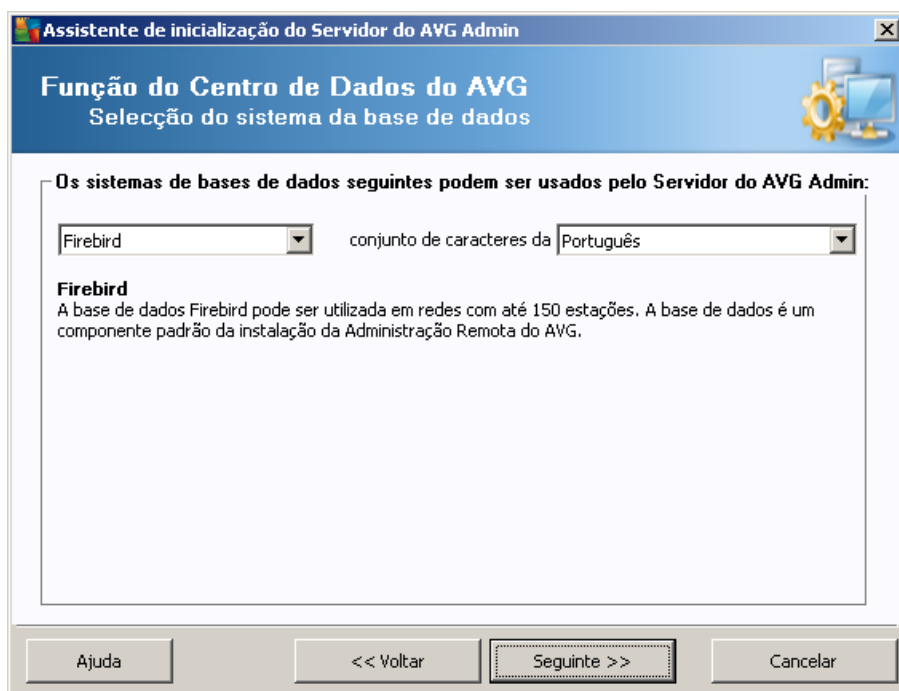 Assistente de inicialização do Servidor do AVG Admin
Função do Centro de Dados do AVG
Selecção do sistema da base de dados
Os sistemas de bases de dados seguintes podem ser usados pelo Servidor do AVG Admin:
Firebird conjunto de caracteres da Português
Firebird
A base de dados Firebird pode ser utilizada em redes com até 150 estações. A base de dados é um
componente padrão da instalação da Administração Remota do AVG.
Ajuda << Voltar Seguinte >> Cancelar